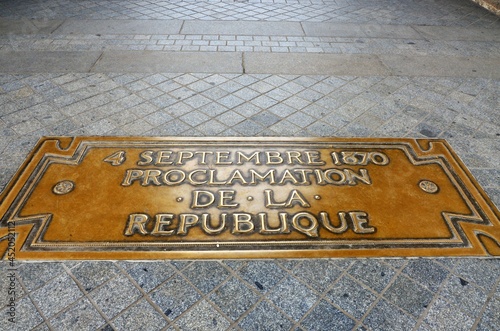 4 SEPTEMBRE 1870
PROCLAMATION
· DE · LA ·
REPUBLIQUE